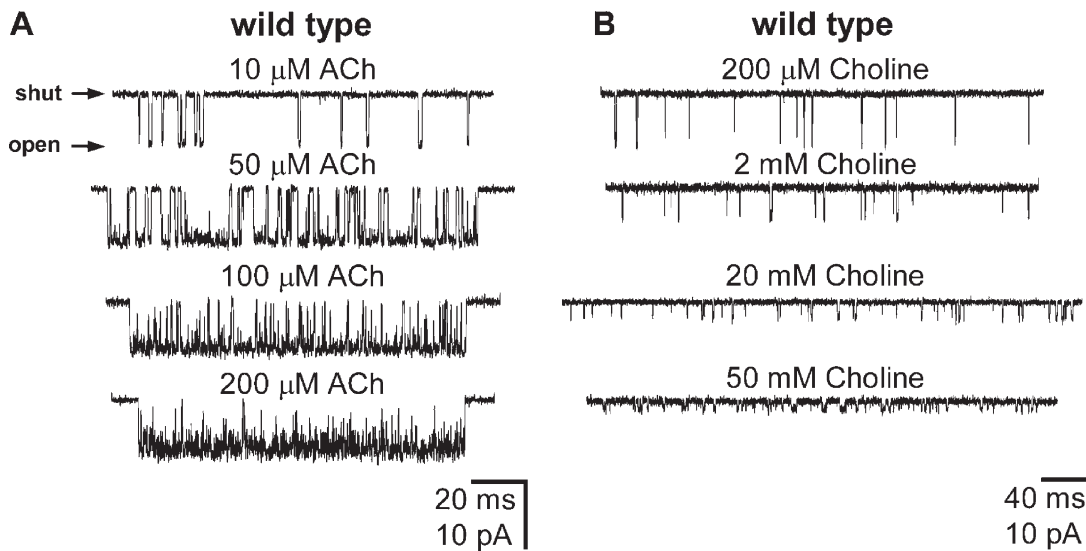 A
wild type
10 μM ACh
shut
open
50 μM ACh
100 μM ACh
200 μM ACh
20 ms
10 pA
B
wild type
200 μM Choline
2 mM Choline
20 mM Choline
50 mM Choline
40 ms
10 pA